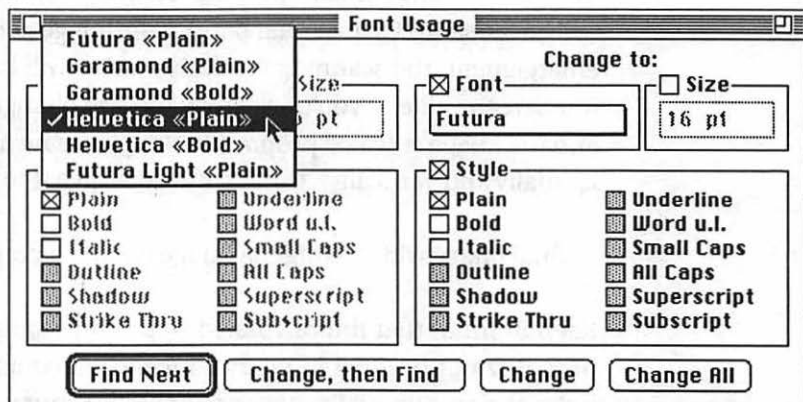 Font Usage
Futura «Plain»
Garamond «Plain»
Garamond «Bold»
✓Helvetica «Plain»
Helvetica «Bold»
Futura Light «Plain»
Size
pt
Plain
Underline
Bold
Word u.l.
Italic
Small Caps
Outline
All Caps
Shadow
Superscript
Strike Thru
Subscript
Change to:
Font
Size
Futura
16 pt
Style
Plain
Underline
Bold
Word u.l.
Italic
Small Caps
Outline
All Caps
Shadow
Superscript
Strike Thru
Subscript
Find Next
Change, then Find
Change
Change All